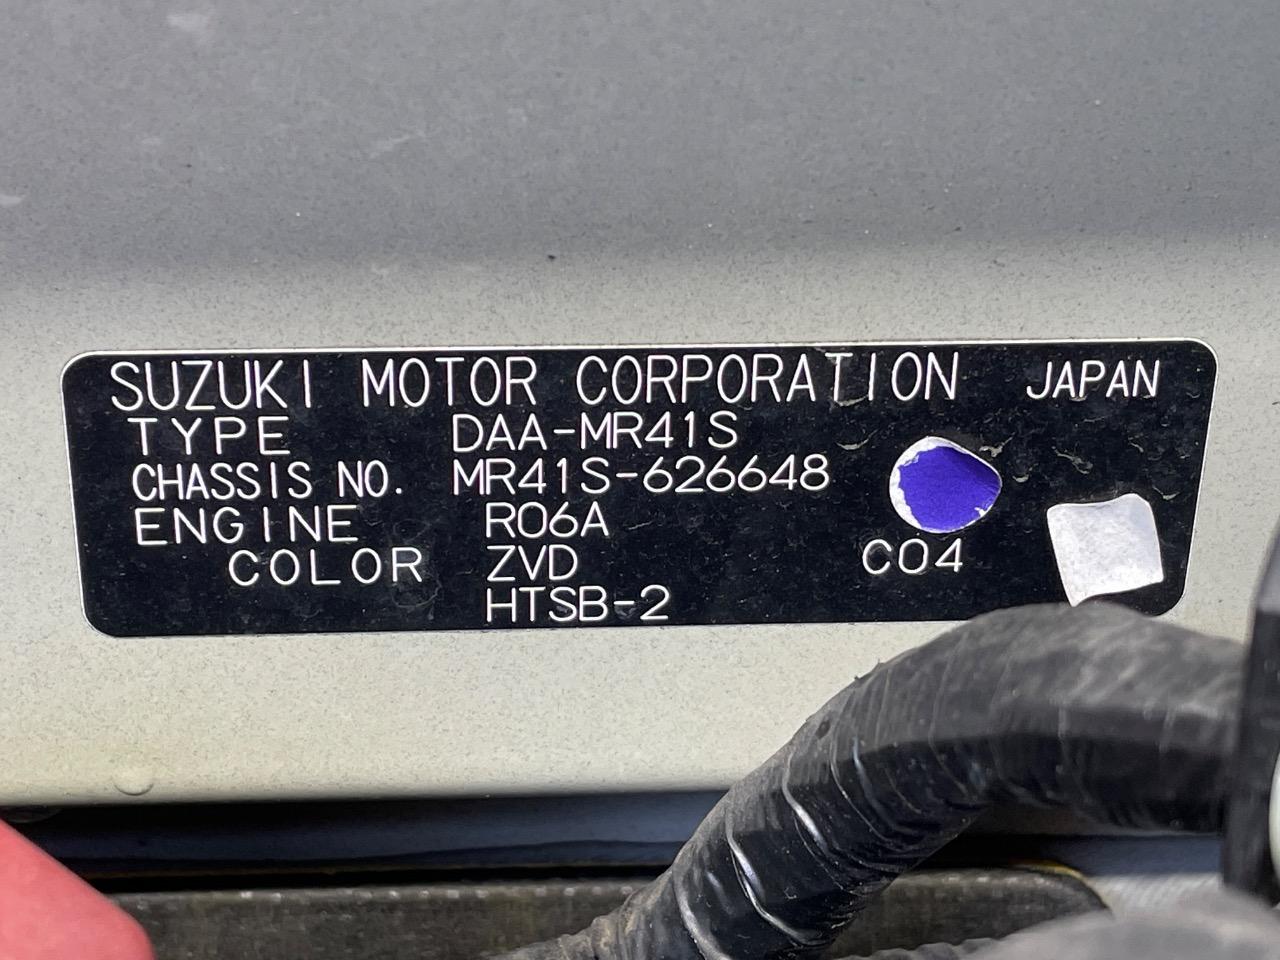 SUZUKI MOTOR CORPORATION JAPAN
TYPE DAA-MR41S
CHASSIS NO. MR41S-626648
ENGINE R06A
COLOR ZVD C04
HTSB-2